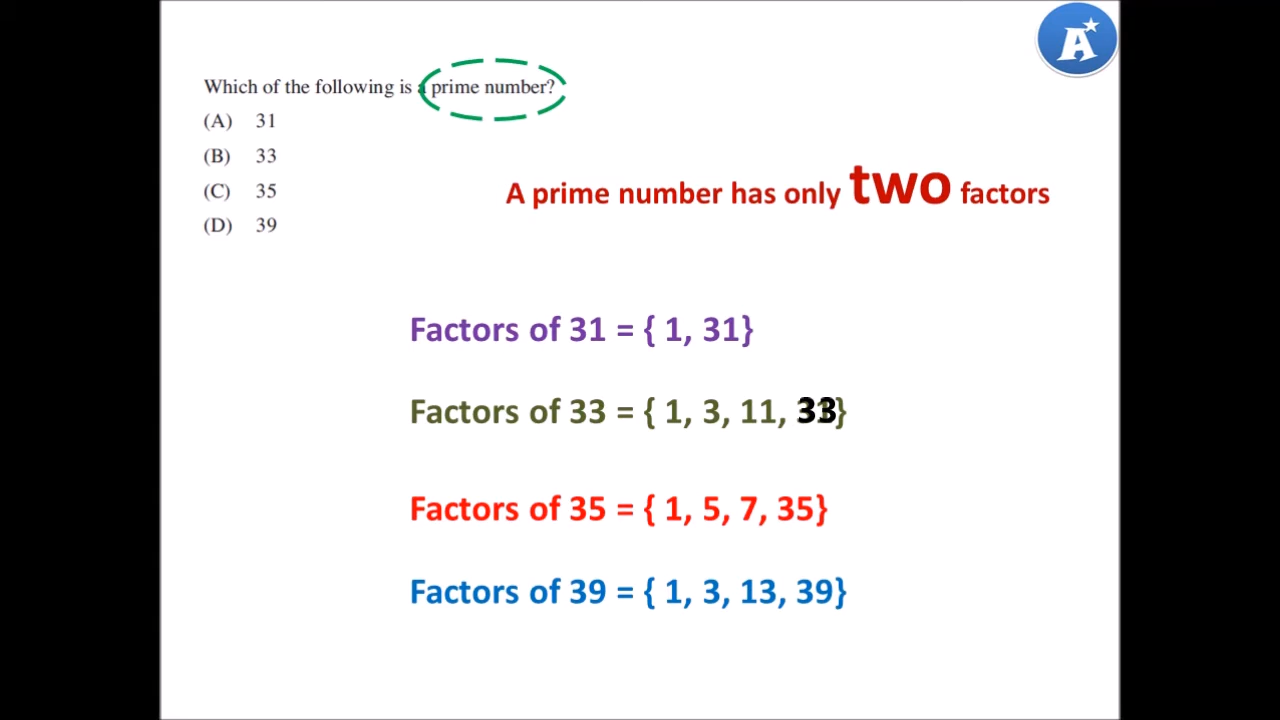 A
Which of the following is a prime number?
(A) 31
(B) 33
(C) 35
(D) 39
A prime number has only two factors
Factors of 31 = { 1, 31}
Factors of 33 = { 1, 3, 11, 33}
Factors of 35 = { 1, 5, 7, 35}
Factors of 39 = { 1, 3, 13, 39}